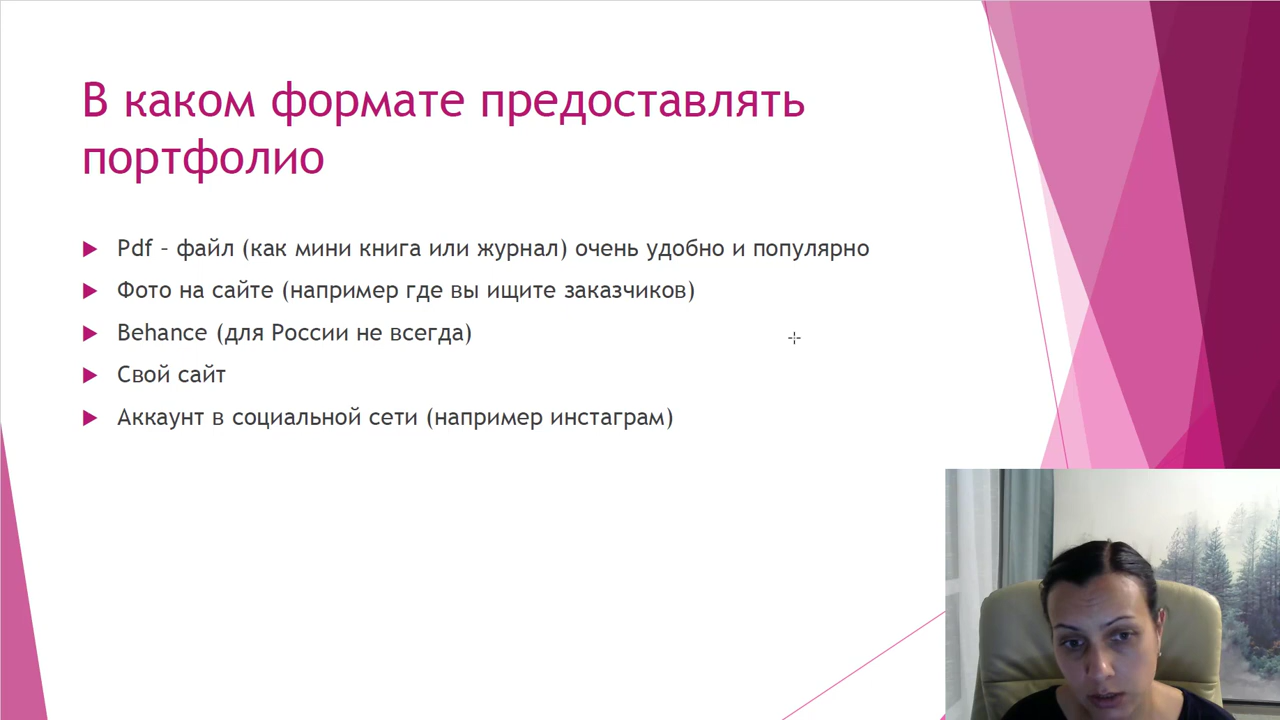 В каком формате предоставлять
портфолио
Pdf – файл (как мини книга или журнал) очень удобно и популярно
Фото на сайте (например где вы ищите заказчиков)
Behance (для России не всегда)
Свой сайт
Аккаунт в социальной сети (например инстаграм)